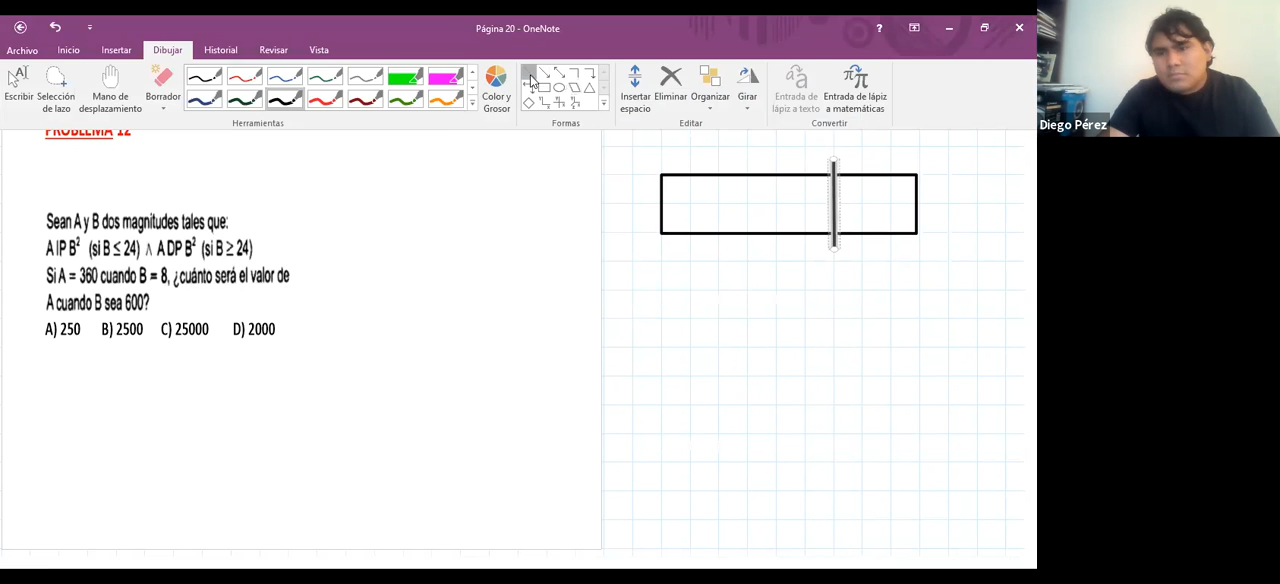 Página 20 - OneNote
?
Archivo Inicio Insertar Dibujar Historial Revisar Vista
Escribir Selección de lazo Mano de desplazamiento Borrador Color y Grosor Insertar espacio Eliminar Organizar Girar Entrada de lápiz a texto Entrada de lápiz a matemáticas
Herramientas Formas Editar Convertir
Diego Pérez
PROBLEMA 12
Sean A y B dos magnitudes tales que:
A IP B² (si B ≤ 24) ∧ A DP B² (si B ≥ 24)
Si A = 360 cuando B = 8, ¿cuánto será el valor de
A cuando B sea 600?
A) 250 B) 2500 C) 25000 D) 2000